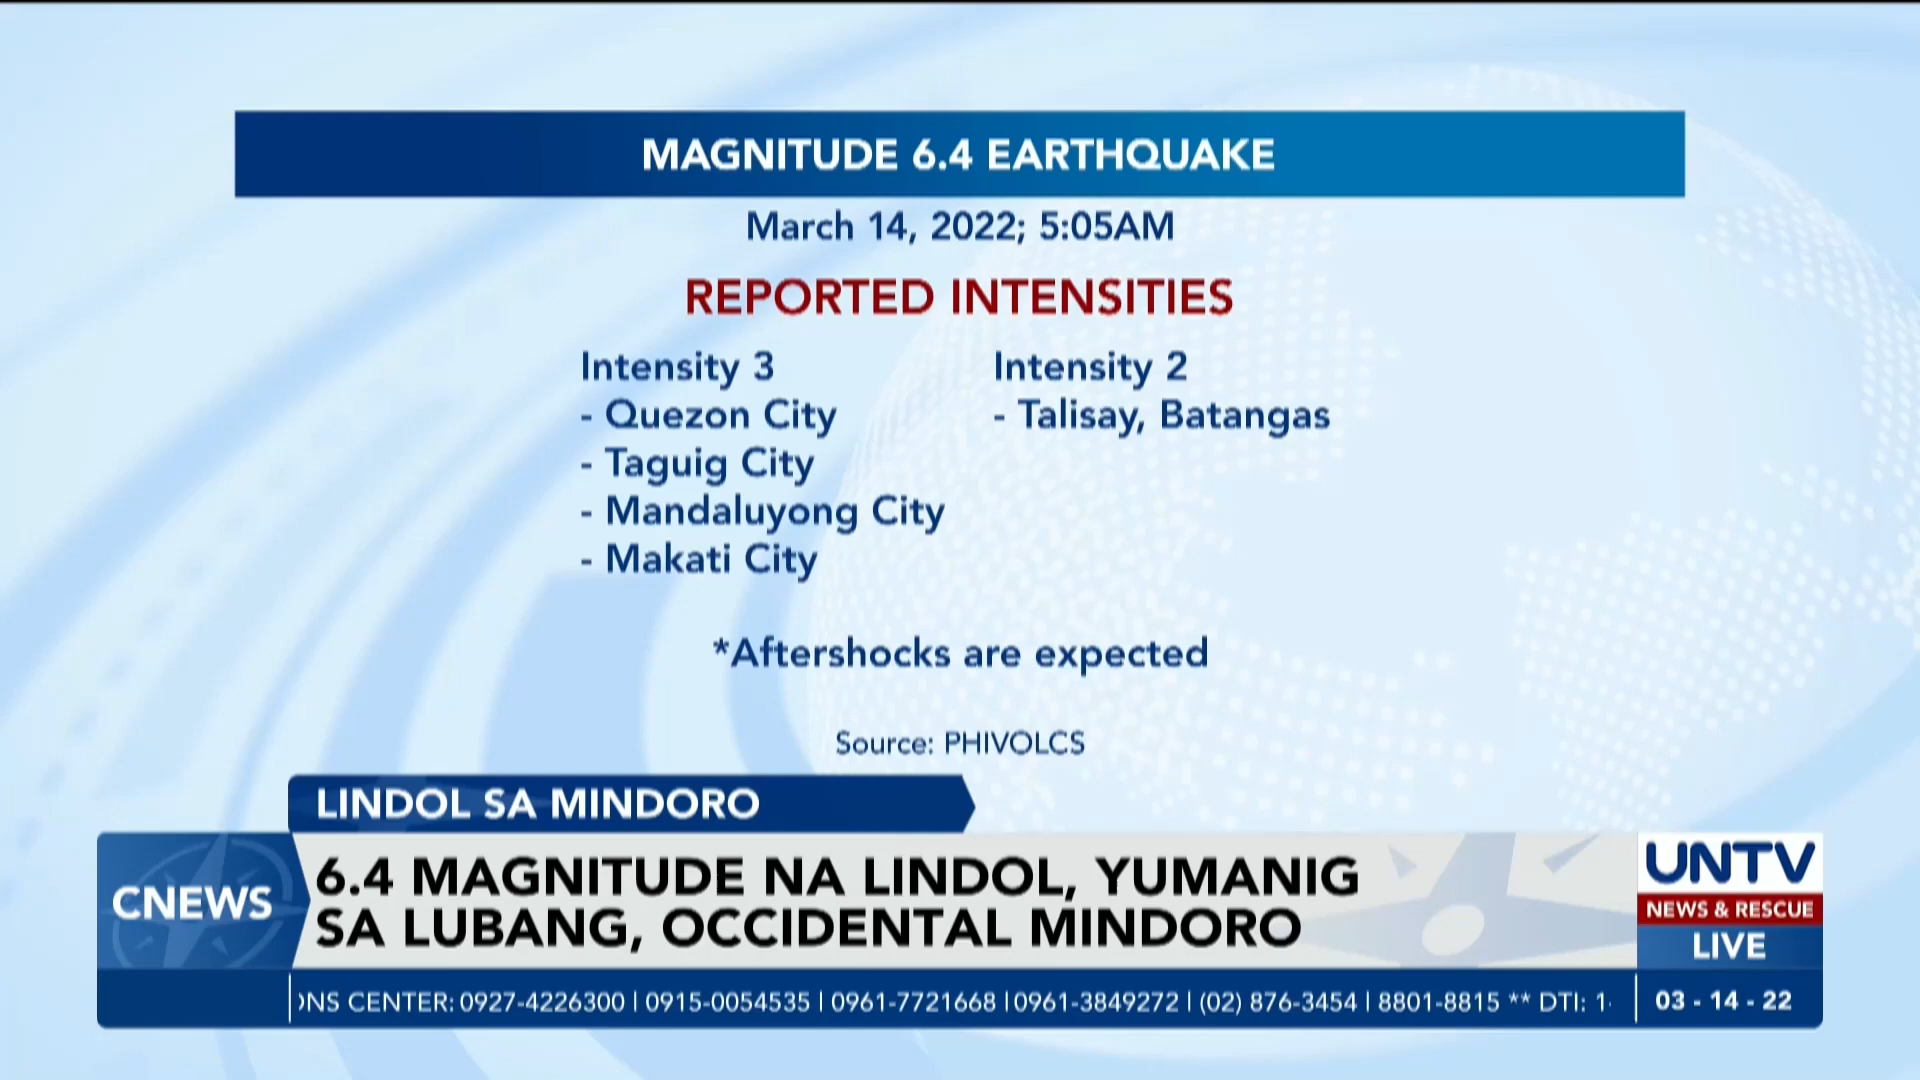 MAGNITUDE 6.4 EARTHQUAKE
March 14, 2022; 5:05AM
REPORTED INTENSITIES
Intensity 3
- Quezon City
- Taguig City
- Mandaluyong City
- Makati City
Intensity 2
- Talisay, Batangas
*Aftershocks are expected
Source: PHIVOLCS
LINDOL SA MINDORO
CNEWS
6.4 MAGNITUDE NA LINDOL, YUMANIG
SA LUBANG, OCCIDENTAL MINDORO
UNTV
NEWS & RESCUE
LIVE
CENTER: 0927-4226300 | 0915-0054535 | 0961-7721668 | 0961-3849272 | (02) 876-3454 | 8801-8815 ** DTI: 1
03 - 14 - 22